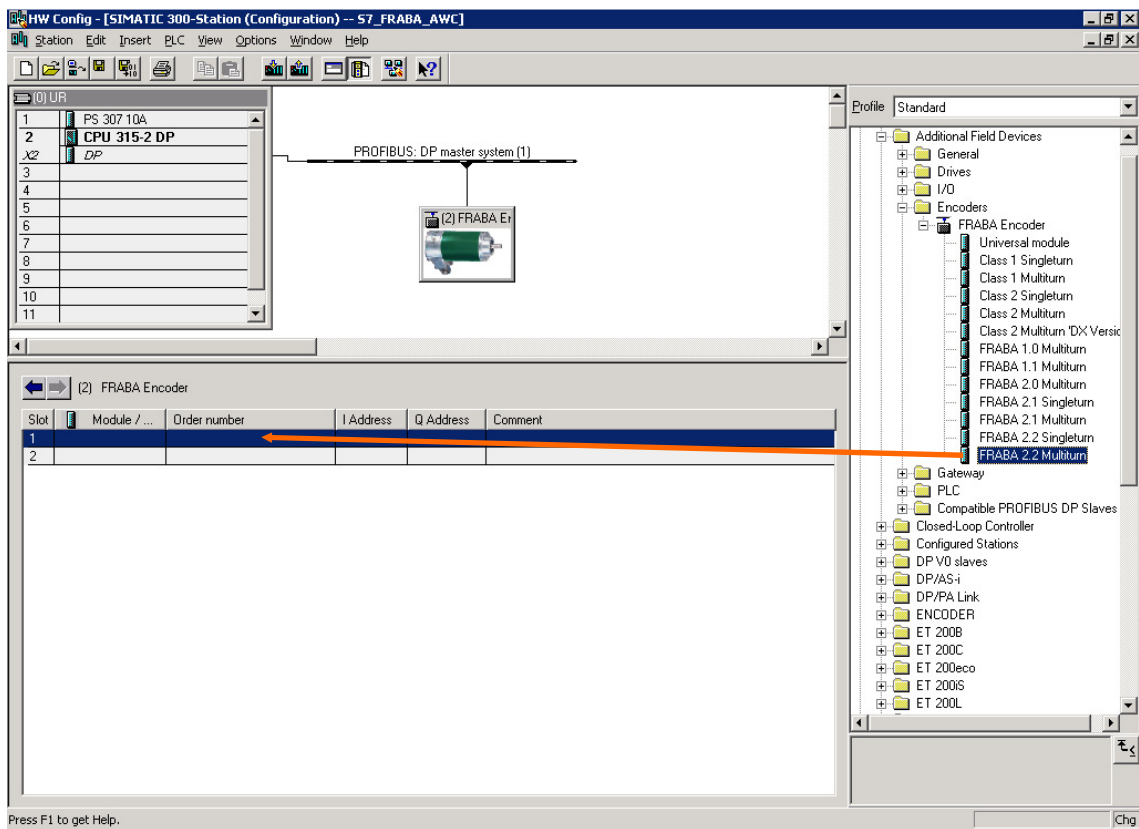 HW Config - [SIMATIC 300-Station (Configuration) -- S7_FRABA_AWC]
Station Edit Insert PLC View Options Window Help
(0) UR
1 PS 307 10A
2 CPU 315-2 DP
X2 DP
3
4
5
6
7
8
9
10
11
PROFIBUS: DP master system (1)
(2) FRABA Er
(2) FRABA Encoder
Slot Module / ... Order number I Address Q Address Comment
1
2
Profile Standard
Additional Field Devices
General
Drives
I/O
Encoders
FRABA Encoder
Universal module
Class 1 Singleturn
Class 1 Multiturn
Class 2 Singleturn
Class 2 Multiturn
Class 2 Multiturn 'DX Versic
FRABA 1.0 Multiturn
FRABA 1.1 Multiturn
FRABA 2.0 Multiturn
FRABA 2.1 Singleturn
FRABA 2.1 Multiturn
FRABA 2.2 Singleturn
FRABA 2.2 Multiturn
Gateway
PLC
Compatible PROFIBUS DP Slaves
Closed-Loop Controller
Configured Stations
DP V0 slaves
DP/AS-i
DP/PA Link
ENCODER
ET 200B
ET 200C
ET 200eco
ET 200iS
ET 200L
Press F1 to get Help.
Chg